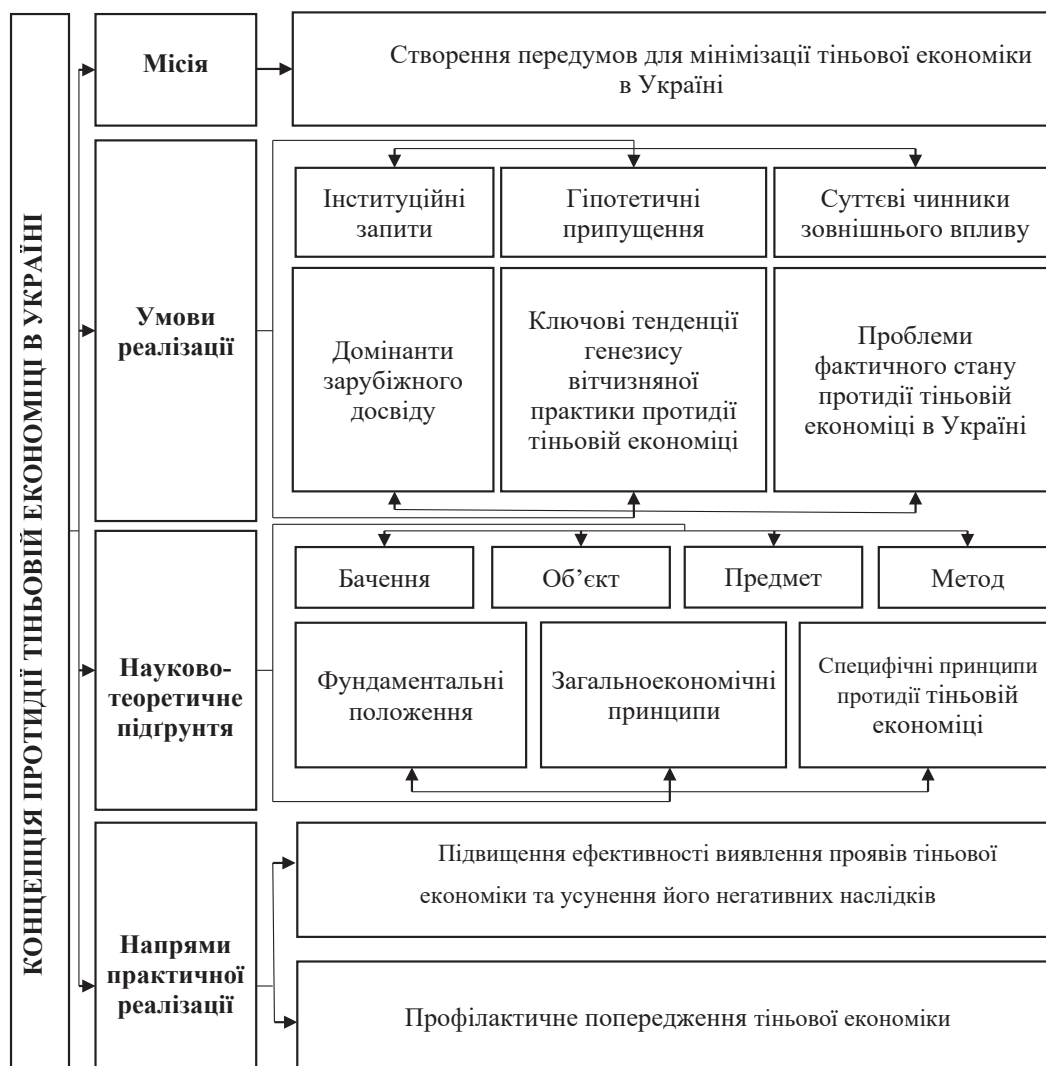 КОНЦЕПЦІЯ ПРОТИДІЇ ТІНЬОВІЙ ЕКОНОМІЦІ В УКРАЇНІ
Місія
Створення передумов для мінімізації тіньової економіки
в Україні
Умови
реалізації
Інституційні
запити
Гіпотетичні
припущення
Суттєві чинники
зовнішнього впливу
Домінанти
зарубіжного
досвіду
Ключові тенденції
генезису
вітчизняної
практики протидії
тіньовій економіці
Проблеми
фактичного стану
протидії тіньовій
економіці в Україні
Науково-
теоретичне
підґрунтя
Бачення
Об’єкт
Предмет
Метод
Фундаментальні
положення
Загальноекономічні
принципи
Специфічні принципи
протидії тіньовій
економіці
Напрями
практичної
реалізації
Підвищення ефективності виявлення проявів тіньової
економіки та усунення його негативних наслідків
Профілактичне попередження тіньової економіки